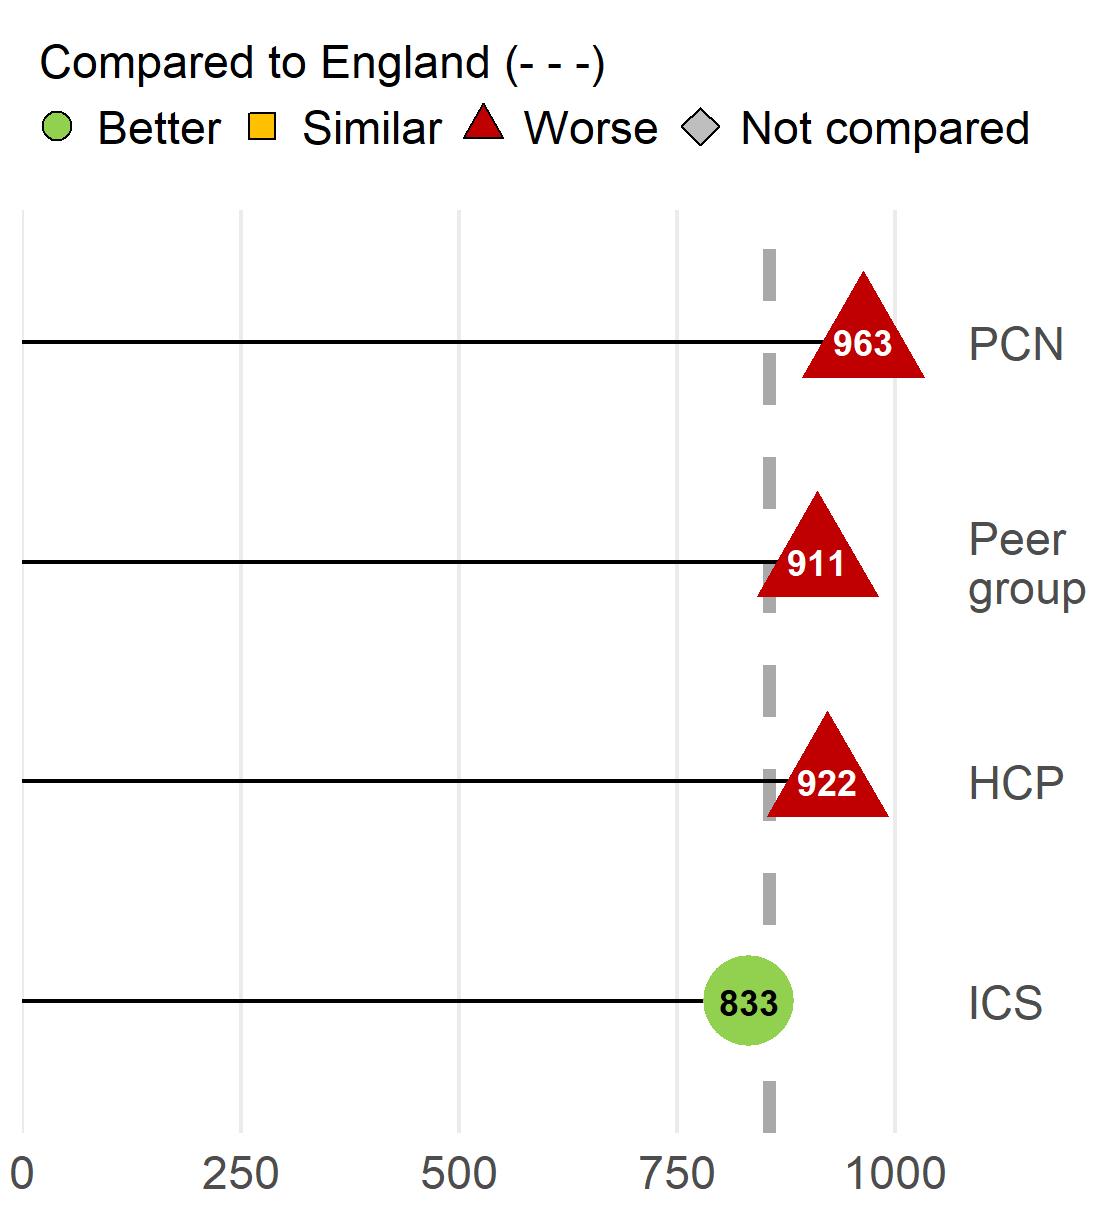 Compared to England (- - -)
Better Similar Worse Not compared
963 PCN
911 Peer
group
922 HCP
833 ICS
0 250 500 750 1000